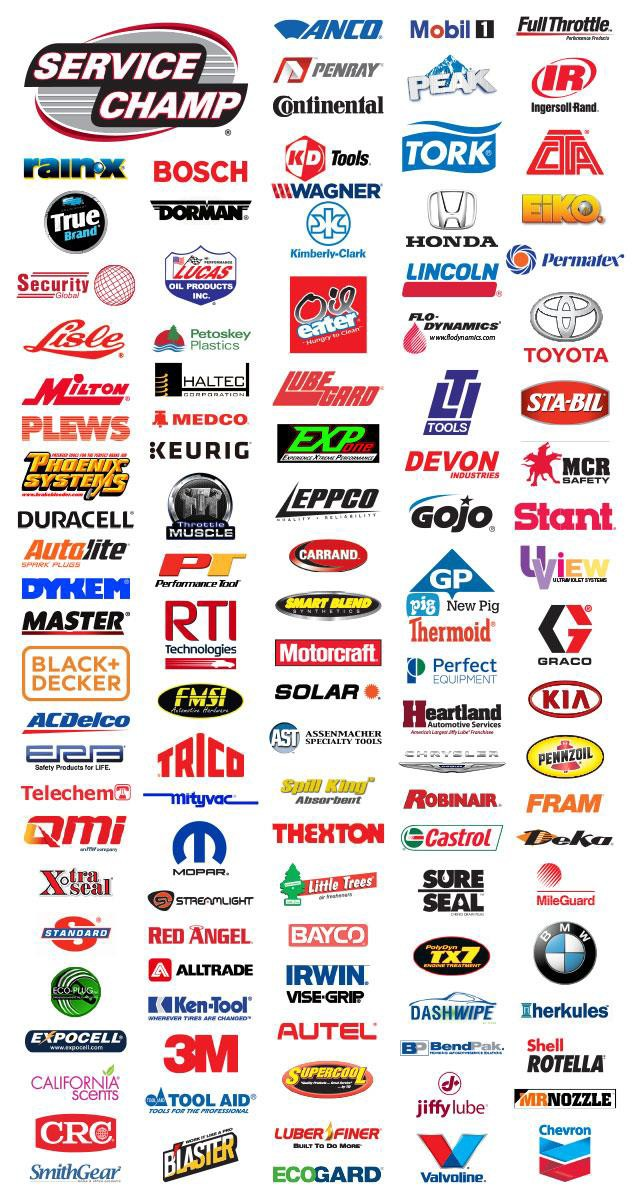 SERVICE
CHAMP
®
ANCO
Mobil 1
Full Throttle
Performance Products
PENRAY
PEAK
IR
Ingersoll-Rand
Continental
KD Tools
TORK
CTA
rain-x
BOSCH
WAGNER
True
Brand
DORMAN
Kimberly-Clark
HONDA
EiKO
Security
Global
LUCAS
OIL PRODUCTS
INC.
LINCOLN
Permatex
Oil
eater
"Hungry to Clean"
FLO-
DYNAMICS
www.flodynamics.com
TOYOTA
Lisle
Petoskey
Plastics
MILTON
HALTEC
CORPORATION
LUBEGARD
LTI
TOOLS
STA-BIL
PLEWS
MEDCO
EXPone
EXPERIENCE XTREME PERFORMANCE
PHOENIX
SYSTEMS
www.brakebleeder.com
KEURIG
DEVON
INDUSTRIES
MCR
SAFETY
DURACELL
Throttle
MUSCLE
LEPPCO
QUALITY • RELIABILITY
GOJO
Stant
Autolite
SPARK PLUGS
PT
Performance Tool
CARRAND
GP
UView
ULTRAVIOLET SYSTEMS
DYKEM
SMART BLEND
SYNTHETICS
pig New Pig
MASTER
RTI
Technologies
Motorcraft
Thermoid
GRACO
BLACK+
DECKER
SOLAR
Perfect
EQUIPMENT
KIA
ACDelco
FMSI
Automotive Hardware
AST ASSENMACHER
SPECIALTY TOOLS
Heartland
Automotive Services
America's Largest Jiffy Lube Franchisee
ERB
Safety Products for LIFE.
TRICO
CHRYSLER
PENNZOIL
Telechem
mityvac
Spill King
Absorbent
ROBINAIR
FRAM
QMi
an ITW company
MOPAR
THEXTON
Castrol
Deka
Xtra
seal
STREAMLIGHT
Little Trees
air fresheners
SURE
SEAL
MileGuard
STANDARD
RED ANGEL
BAYCO
PolyDyn
TX7
ENGINE TREATMENT
BMW
ECO-PLUG
ALLTRADE
IRWIN
VISE-GRIP
DASHWIPE
herkules
EXPOCELL
www.expocell.com
Ken-Tool
WHEREVER TIRES ARE CHANGED
AUTEL
BP BendPak
Shell
ROTELLA
CALIFORNIA
scents
3M
SUPERCOOL
jiffylube
MR NOZZLE
CRC
TOOL AID
TOOLS FOR THE PROFESSIONAL
LUBERFINER
BUILT TO DO MORE
Chevron
SmithGear
WORK IT LIKE A PRO
BLASTER
ECOGARD
Valvoline